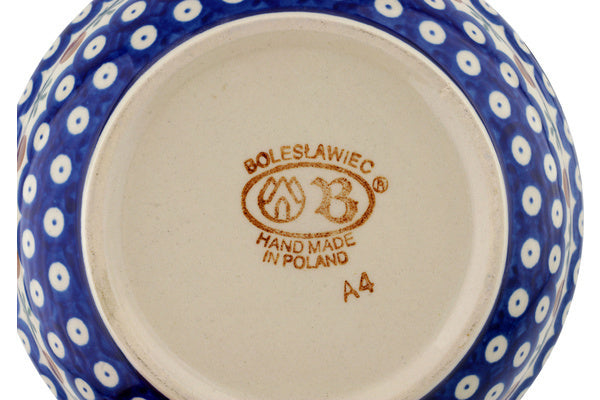 BOLESŁAWIEC
B ®
HAND MADE
IN POLAND
A4